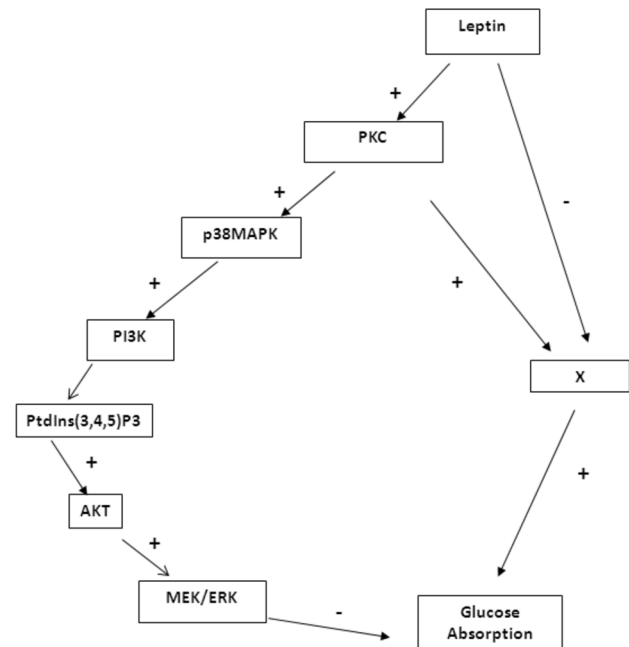 Leptin
+
PKC
+
-
p38MAPK
+
+
PI3K
X
PtdIns(3,4,5)P3
+
+
AKT
+
MEK/ERK
-
Glucose
Absorption